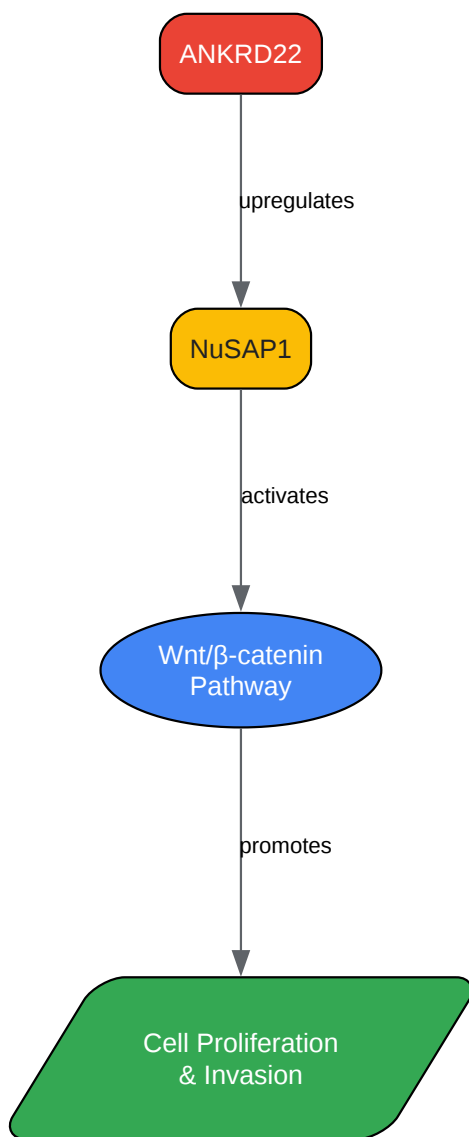 ANKRD22
upregulates
NuSAP1
activates
Wnt/β-catenin
Pathway
promotes
Cell Proliferation
& Invasion